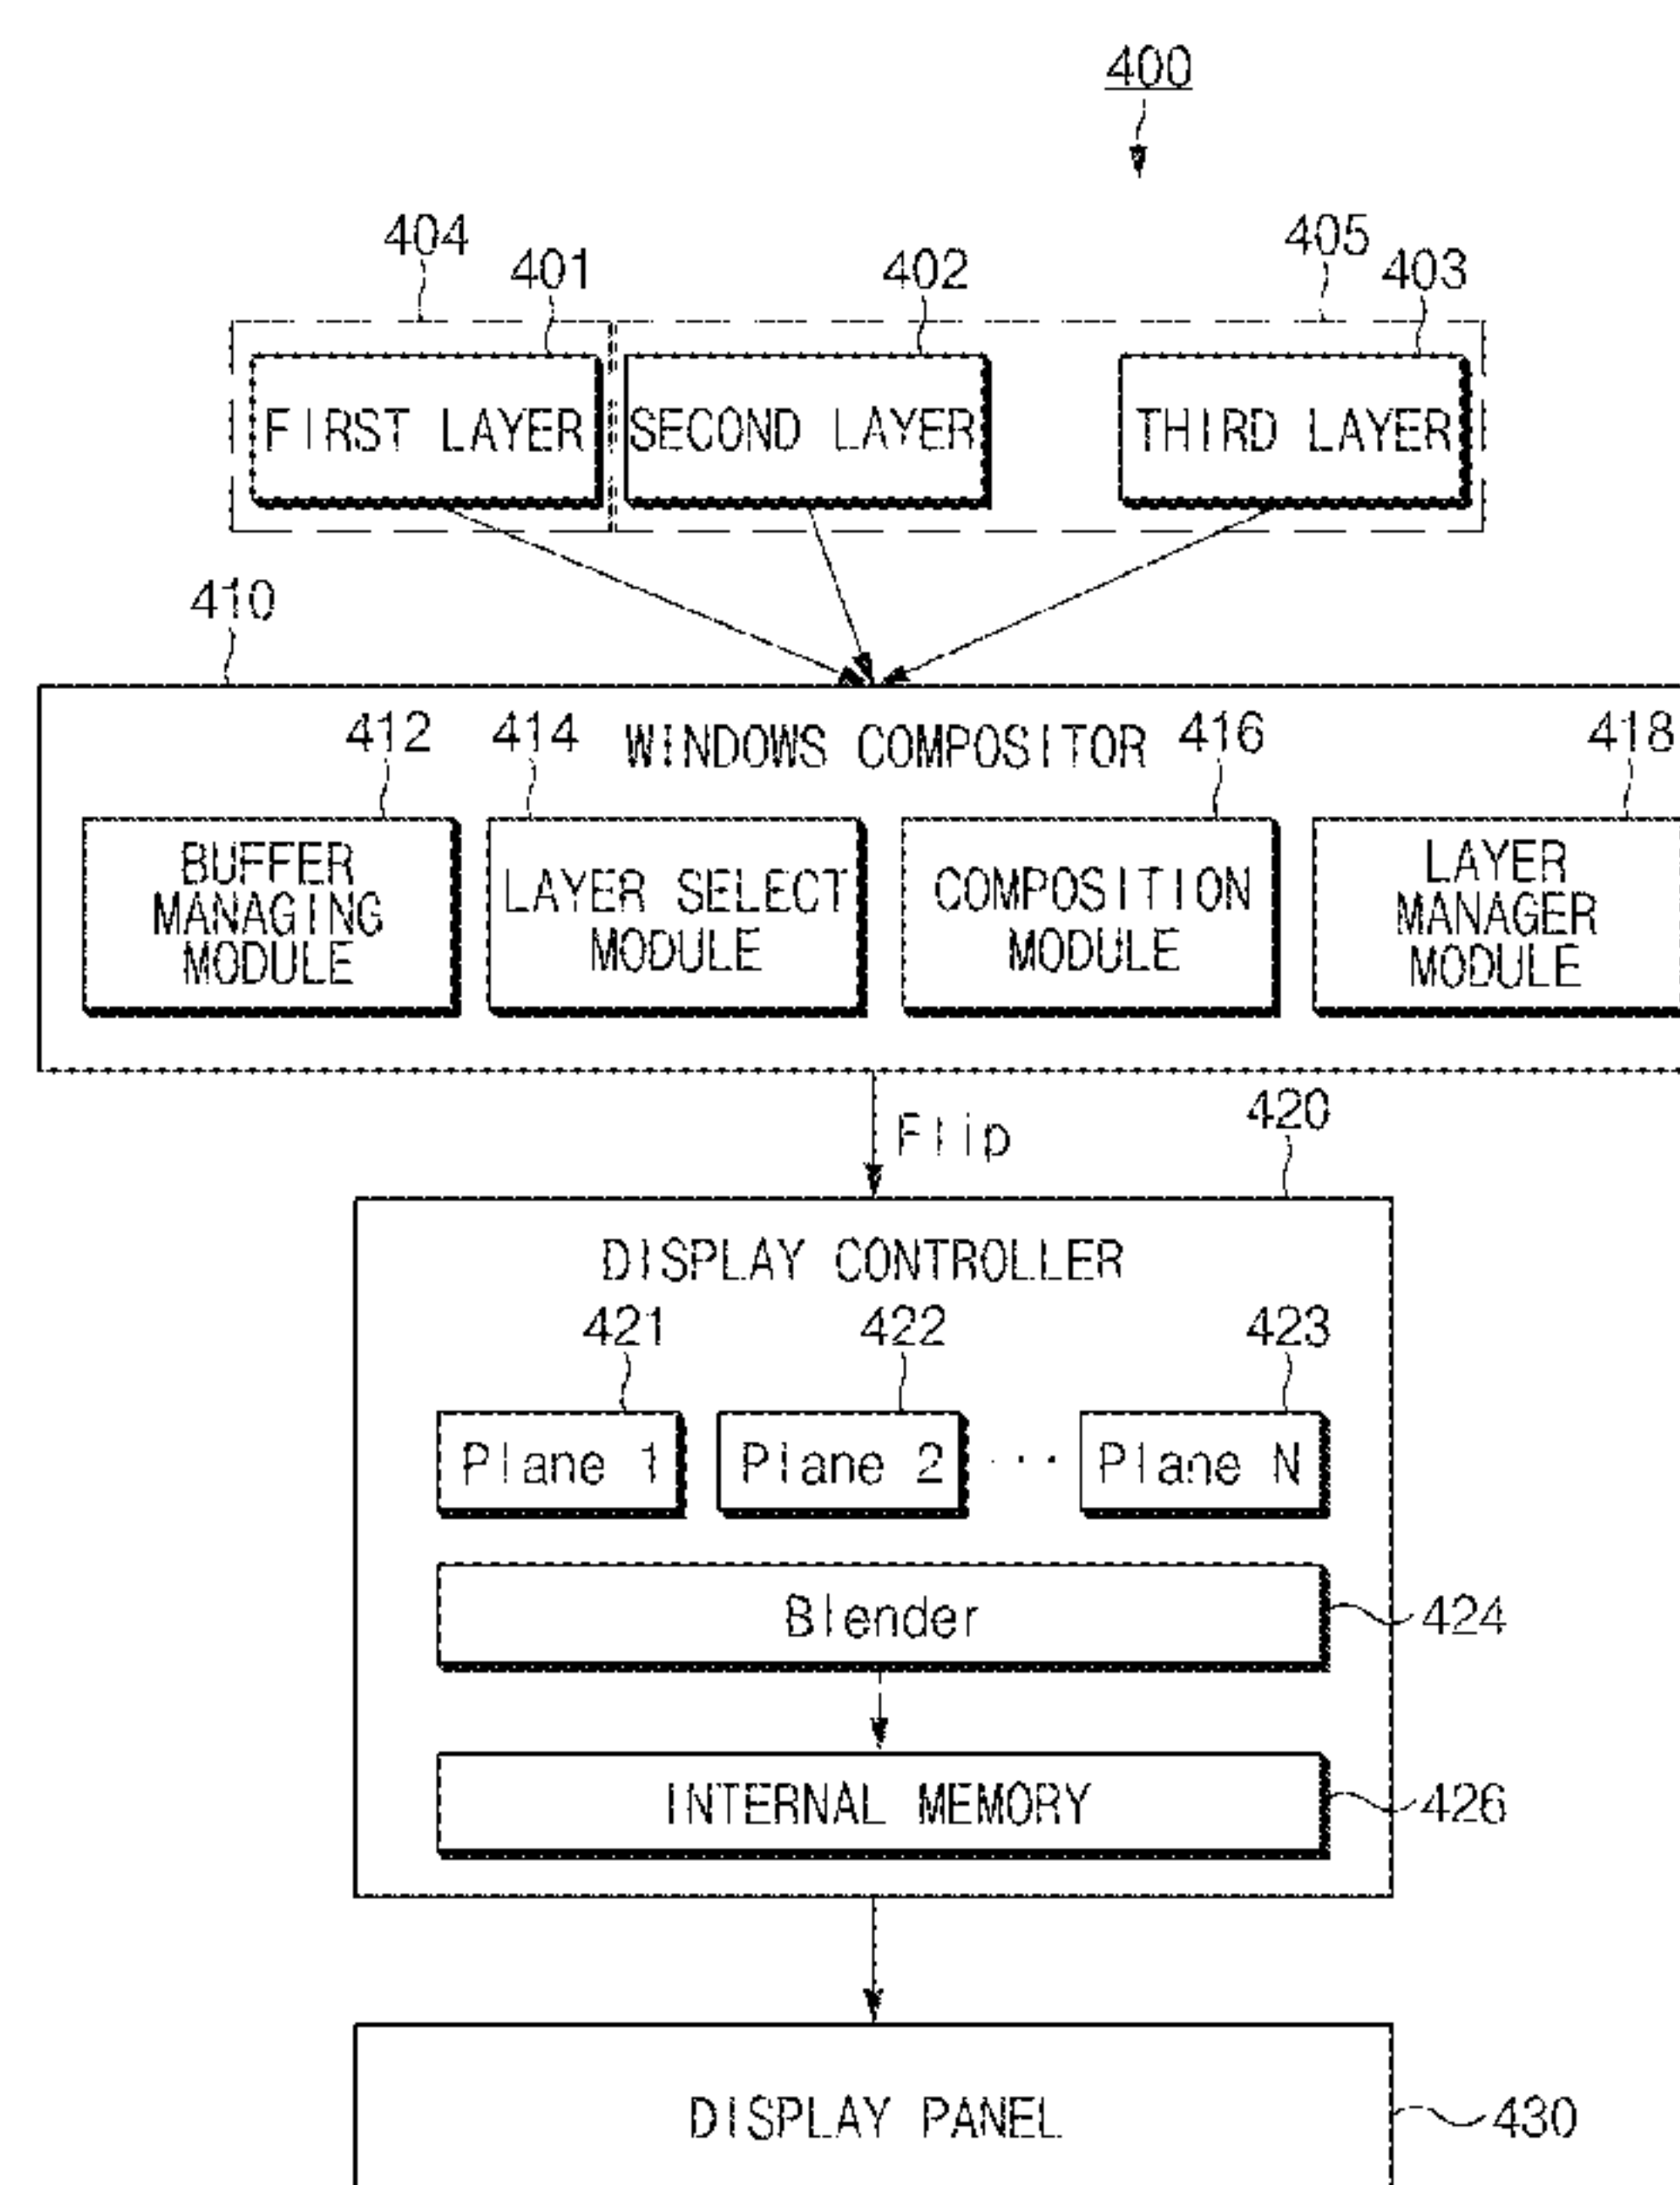 400
404
401
402
405
403
FIRST LAYER
SECOND LAYER
THIRD LAYER
410
412
414
WINDOWS COMPOSITOR
416
418
BUFFER
MANAGING
MODULE
LAYER SELECT
MODULE
COMPOSITION
MODULE
LAYER
MANAGER
MODULE
Flip
420
DISPLAY CONTROLLER
421
422
423
Plane 1
Plane 2
...
Plane N
Blender
424
INTERNAL MEMORY
426
DISPLAY PANEL
430